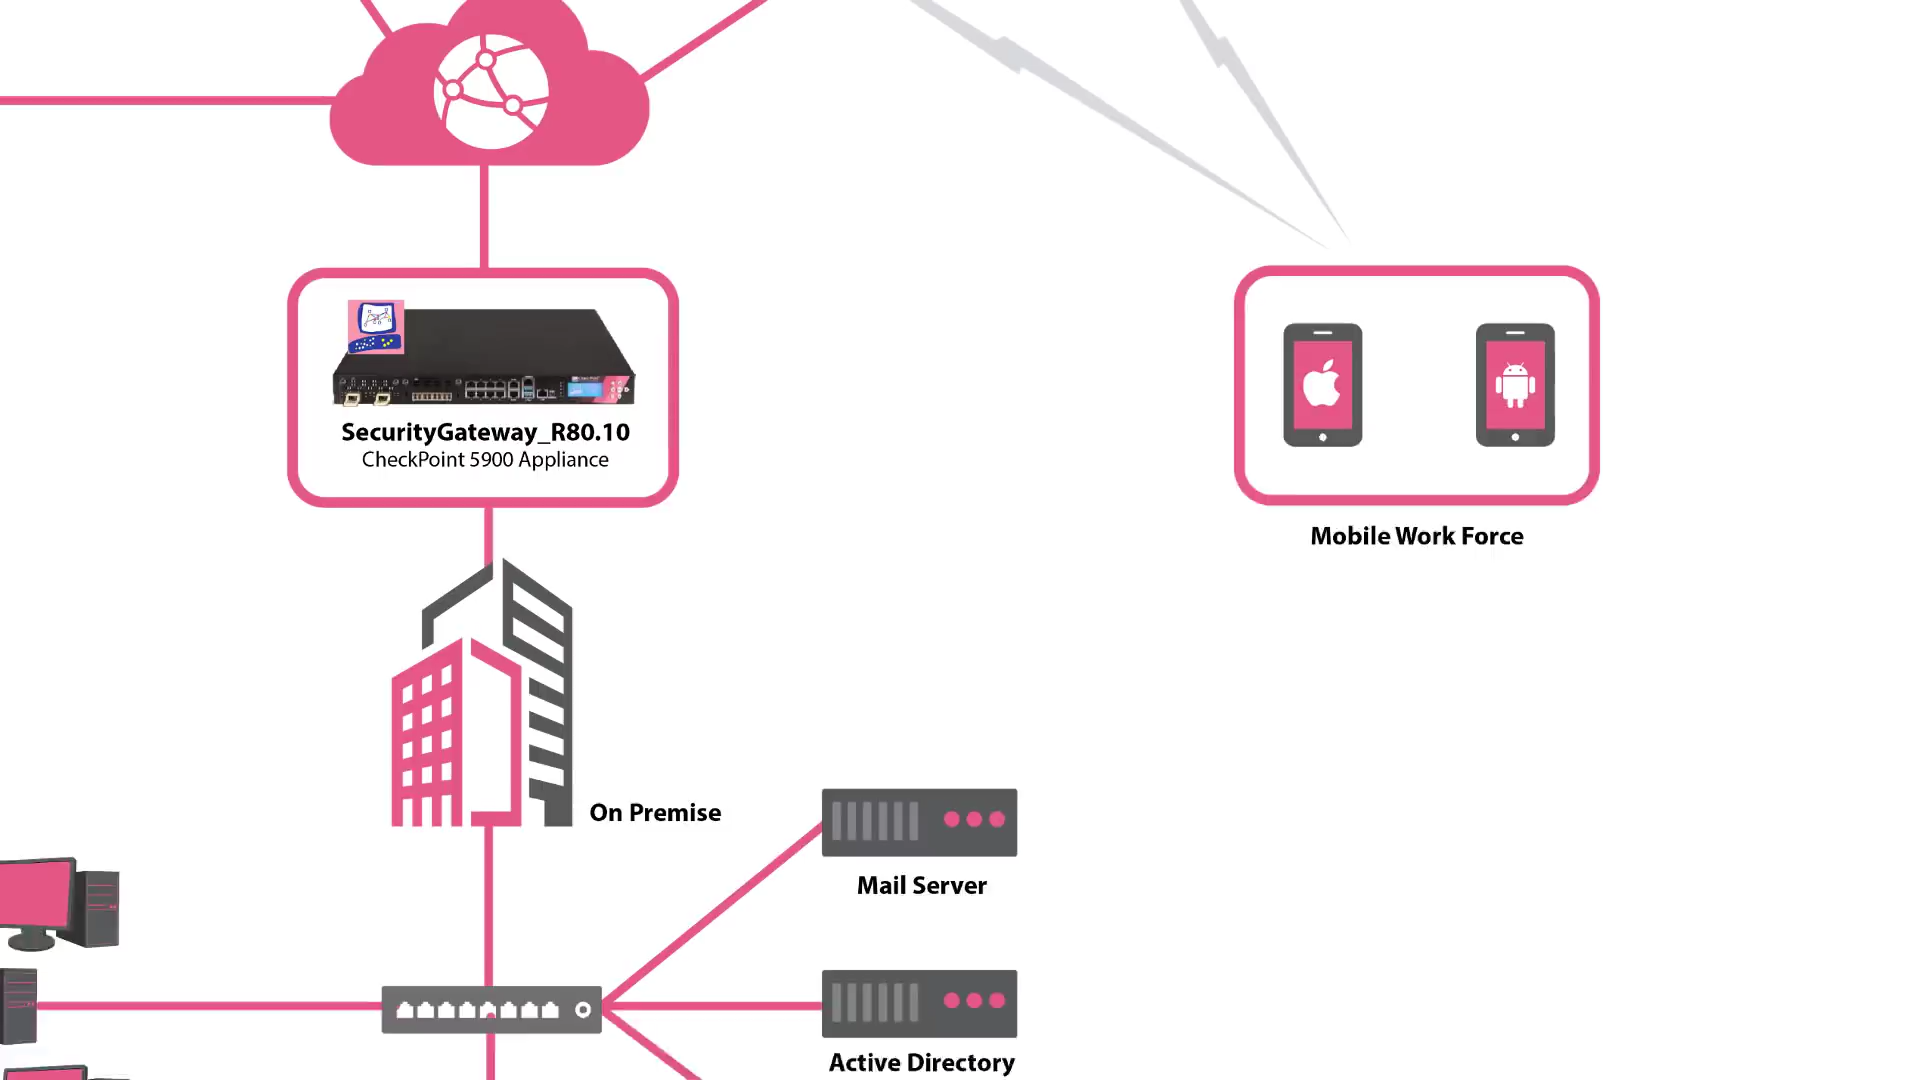 SecurityGateway_R80.10
CheckPoint 5900 Appliance
Mobile Work Force
On Premise
Mail Server
Active Directory